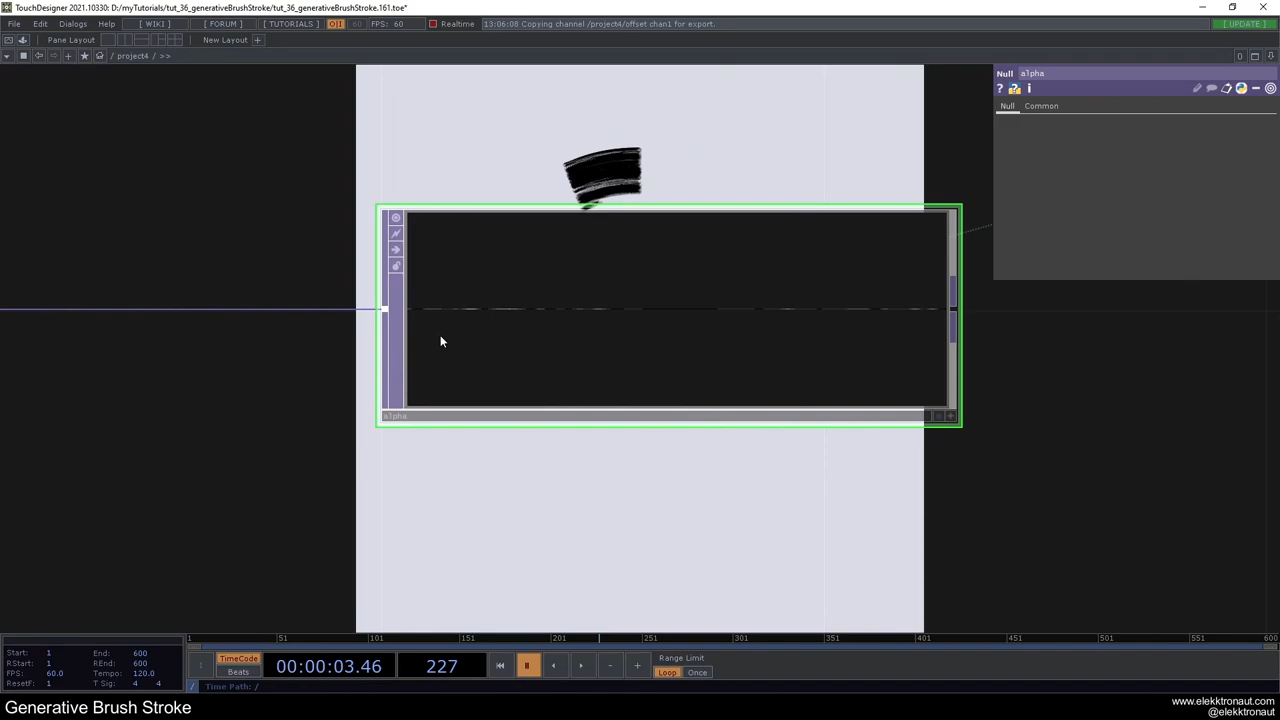 TouchDesigner 2021.10330: D:/myTutorials/tut_36_generativeBrushStroke/tut_36_generativeBrushStroke.161.toe*
File Edit Dialogs Help [ WIKI ] [ FORUM ] [ TUTORIALS ] O|I FPS: 60 60 Realtime 13:06:08 Copying channel /project4/offset chan1 for export. [ UPDATE ]
Pane Layout New Layout +
/ project4 / >> 0
Null alpha
? ? i
Null Common
alpha
1 51 101 151 201 251 301 351 401 451 501 551 600
Start: 1 End: 600
RStart: 1 REnd: 600
FPS: 60.0 Tempo: 120.0
ResetF: 1 T Sig: 4 4
TimeCode
Beats
00:00:03.46 227
Range Limit
Loop Once
/ Time Path: /
Generative Brush Stroke
www.elekktronaut.com
@elekktronaut